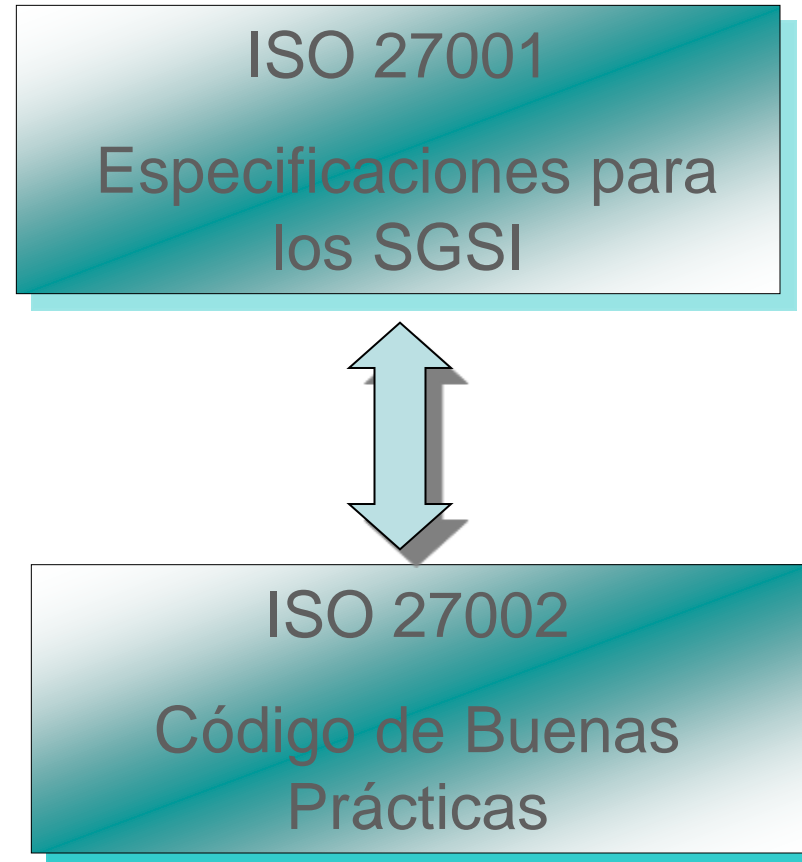 ISO 27001
Especificaciones para
los SGSI
ISO 27002
Código de Buenas
Prácticas